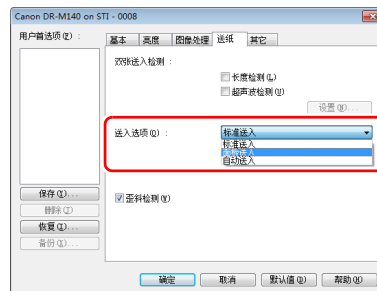 Canon DR-M140 on STI - 0008
用户首选项(P) :
基本 亮度 图像处理 送纸 其它
双张送入检测 :
长度检测(L)
超声波检测(U)
设置(N)...
送入选项(O) :
标准送入
标准送入
自动送入
歪斜检测(V)
保存(Y)...
删除(I)
恢复(Z)...
备份(X)...
确定 取消 默认值(D) 帮助(H)